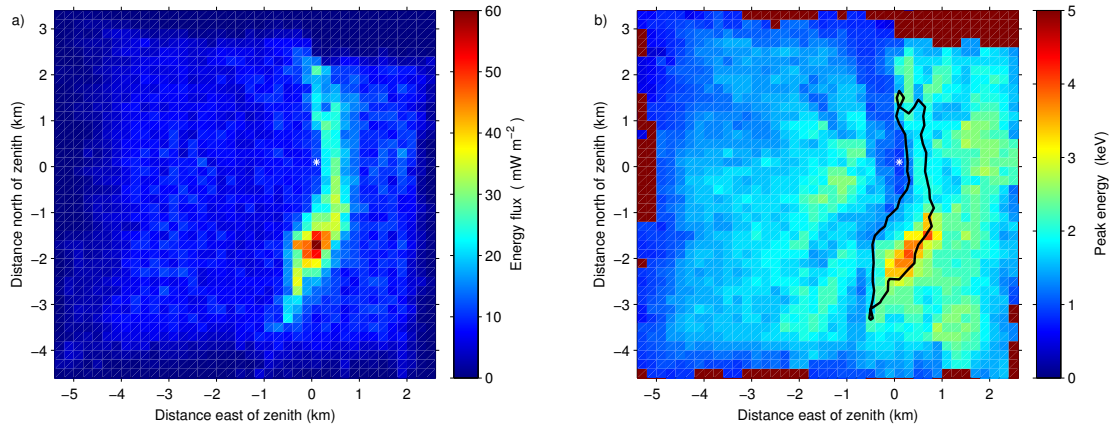 a)
3
2
1
0
−1
−2
−3
−4
Distance north of zenith (km)
−5 −4 −3 −2 −1 0 1 2
Distance east of zenith (km)
60
50
40
30
20
10
0
Energy flux ( mW m⁻²)
b)
3
2
1
0
−1
−2
−3
−4
Distance north of zenith (km)
−5 −4 −3 −2 −1 0 1 2
Distance east of zenith (km)
5
4
3
2
1
0
Peak energy (keV)